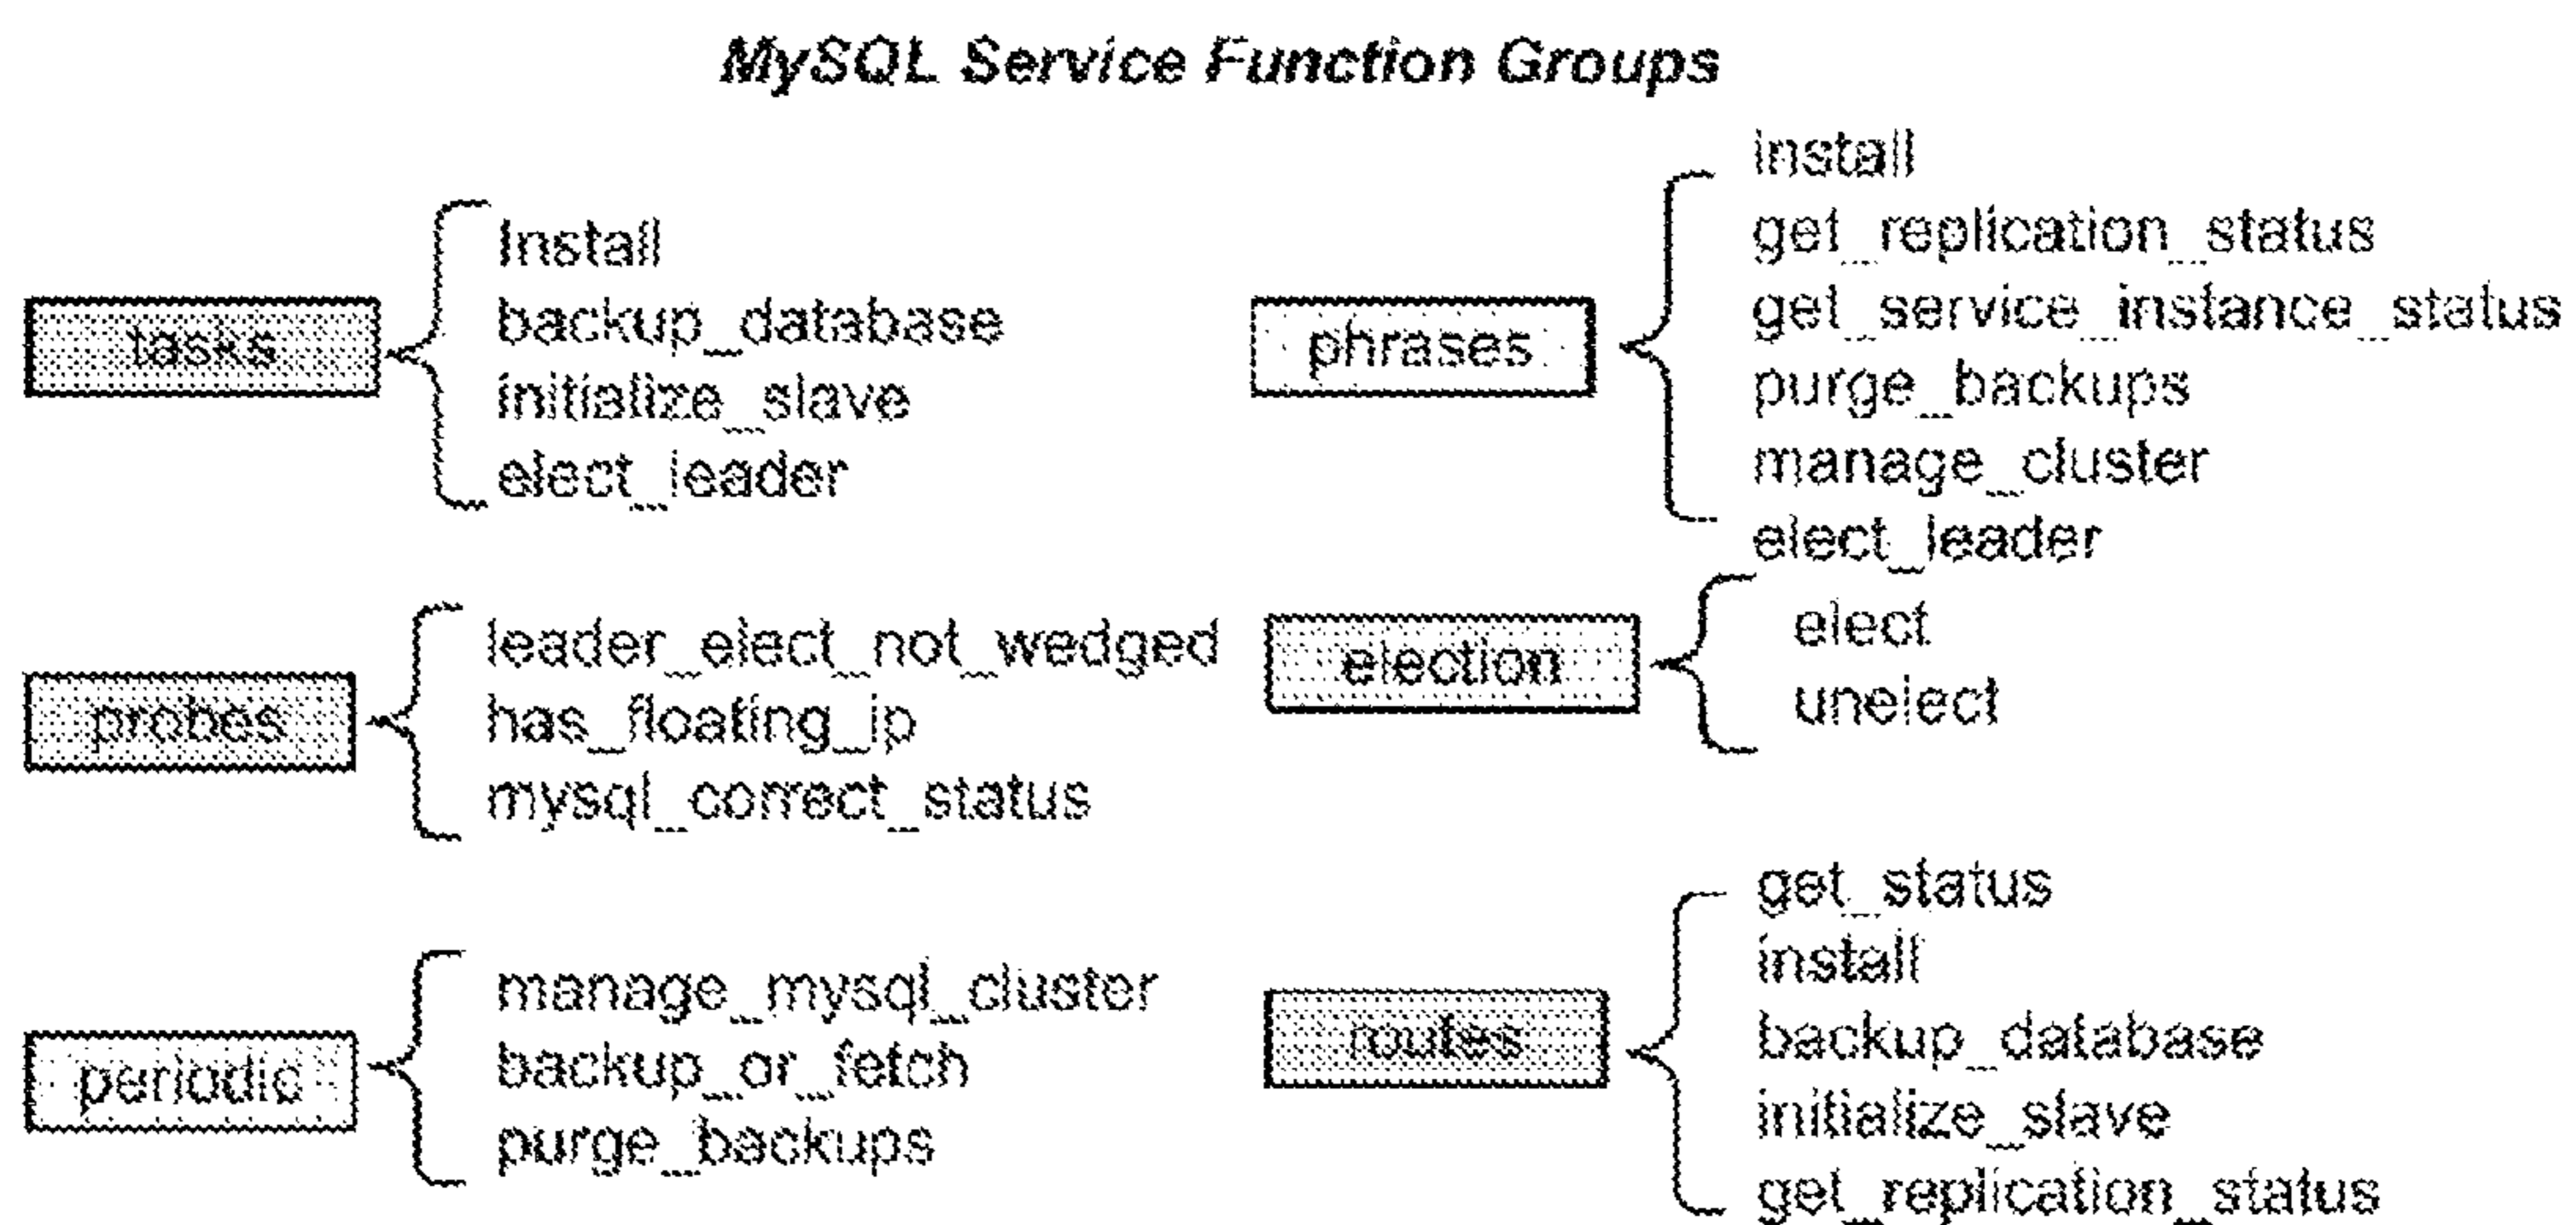 MySQL Service Function Groups
tasks
Install
backup_database
initialize_slave
elect_leader
phrases
install
get_replication_status
get_service_instance_status
purge_backups
manage_cluster
elect_leader
probes
leader_elect_not_wedged
has_floating_ip
mysql_correct_status
election
elect
unelect
periodic
manage_mysql_cluster
backup_or_fetch
purge_backups
routes
get_status
install
backup_database
initialize_slave
get_replication_status